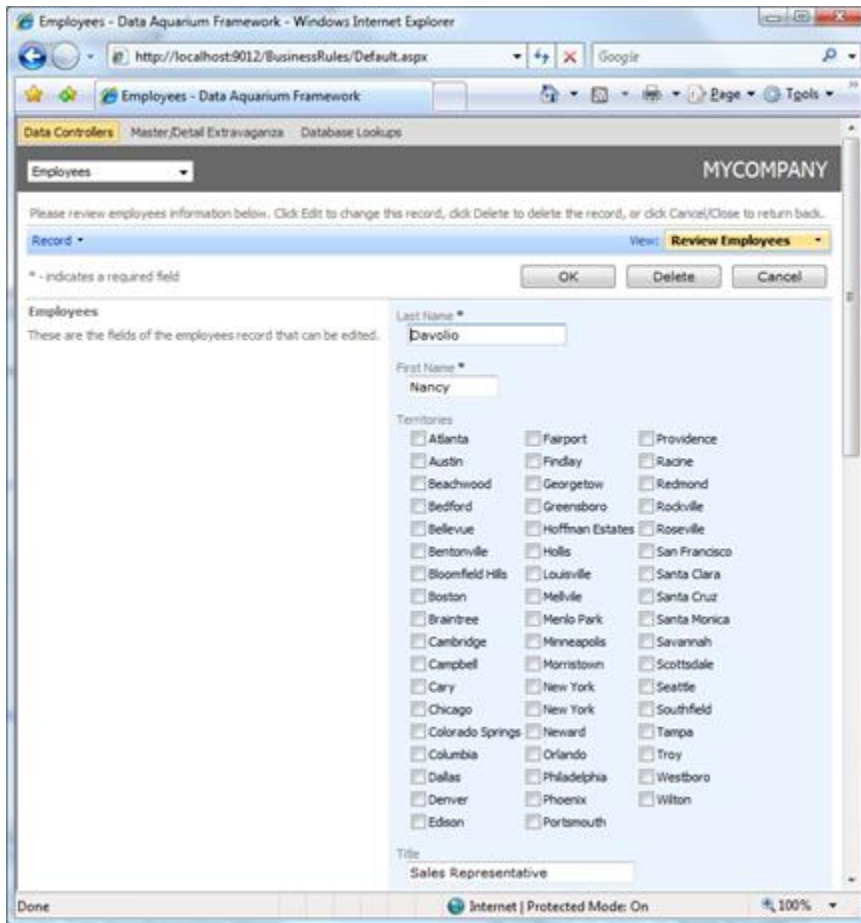 Employees - Data Aquarium Framework - Windows Internet Explorer
http://localhost:9012/BusinessRules/Default.aspx
Google
Employees - Data Aquarium Framework
Page
Tools
Data Controllers Master/Detail Extravaganza Database Lookups
Employees
MYCOMPANY
Please review employees information below. Click Edit to change this record, click Delete to delete the record, or click Cancel/Close to return back.
Record
View: Review Employees
* - indicates a required field
OK Delete Cancel
Employees
These are the fields of the employees record that can be edited.
Last Name *
Davolio
First Name *
Nancy
Territories
Atlanta Fairport Providence
Austin Findlay Racine
Beachwood Georgetow Redmond
Bedford Greensboro Rockville
Bellevue Hoffman Estates Roseville
Bentonville Hollis San Francisco
Bloomfield Hills Louisville Santa Clara
Boston Mellvile Santa Cruz
Braintree Menlo Park Santa Monica
Cambridge Minneapolis Savannah
Campbell Morristown Scottsdale
Cary New York Seattle
Chicago New York Southfield
Colorado Springs Neward Tampa
Columbia Orlando Troy
Dallas Philadelphia Westboro
Denver Phoenix Wilton
Edison Portsmouth
Title
Sales Representative
Done
Internet | Protected Mode: On
100%